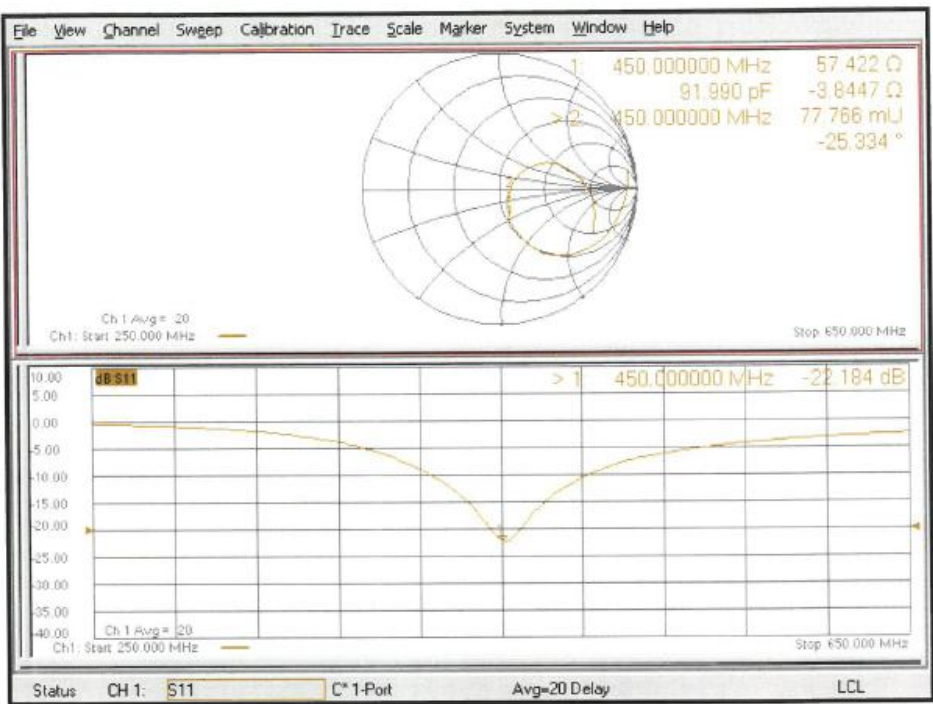 File View Channel Sweep Calibration Trace Scale Marker System Window Help
1 450.000000 MHz 57.422 Ω
91.990 pF -3.8447 Ω
> 2 450.000000 MHz 77.766 mU
-25.334 °
Ch 1 Avg = 20
Ch1: Start 250.000 MHz
Stop 650.000 MHz
10.00
dB S11
> 1 450.000000 MHz -22.184 dB
5.00
0.00
-5.00
-10.00
-15.00
-20.00
-25.00
-30.00
-35.00
-40.00
Ch 1 Avg = 20
Ch1: Start 250.000 MHz
Stop 650.000 MHz
Status CH 1: S11 C* 1-Port Avg=20 Delay LCL